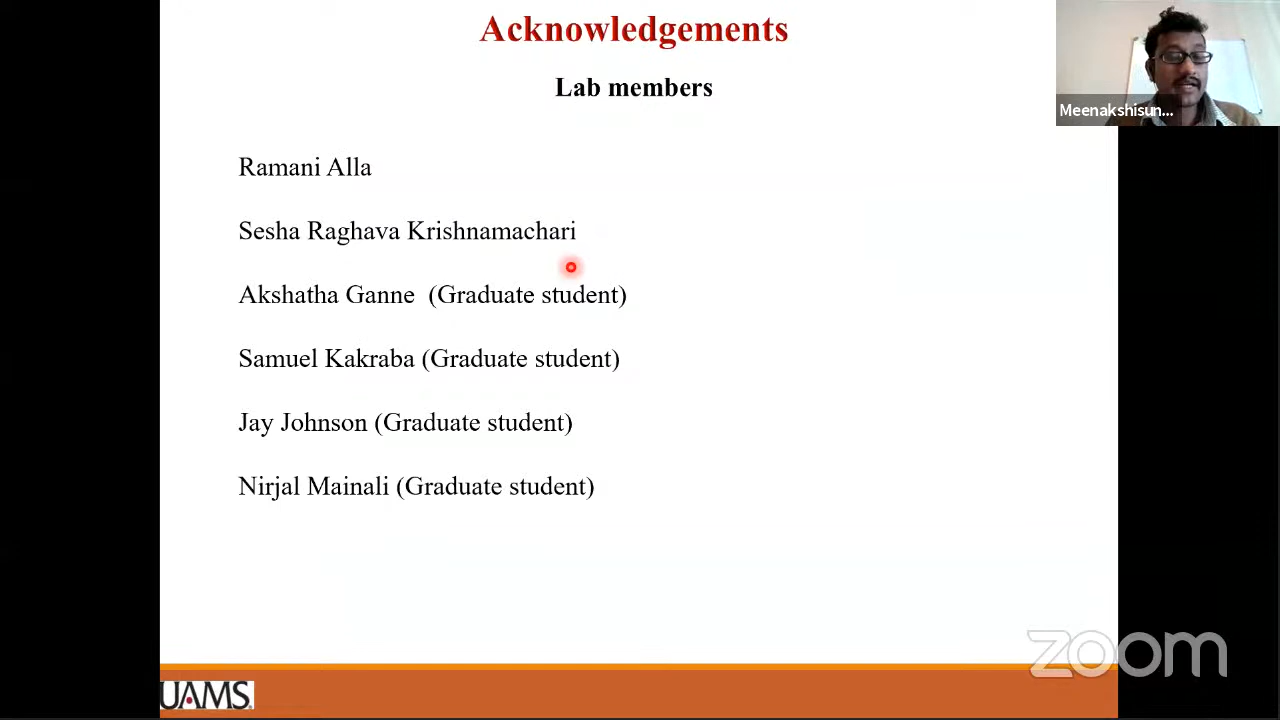 Acknowledgements
Lab members
Meenakshisun...
Ramani Alla
Sesha Raghava Krishnamachari
Akshatha Ganne (Graduate student)
Samuel Kakraba (Graduate student)
Jay Johnson (Graduate student)
Nirjal Mainali (Graduate student)
zoom
UAMS